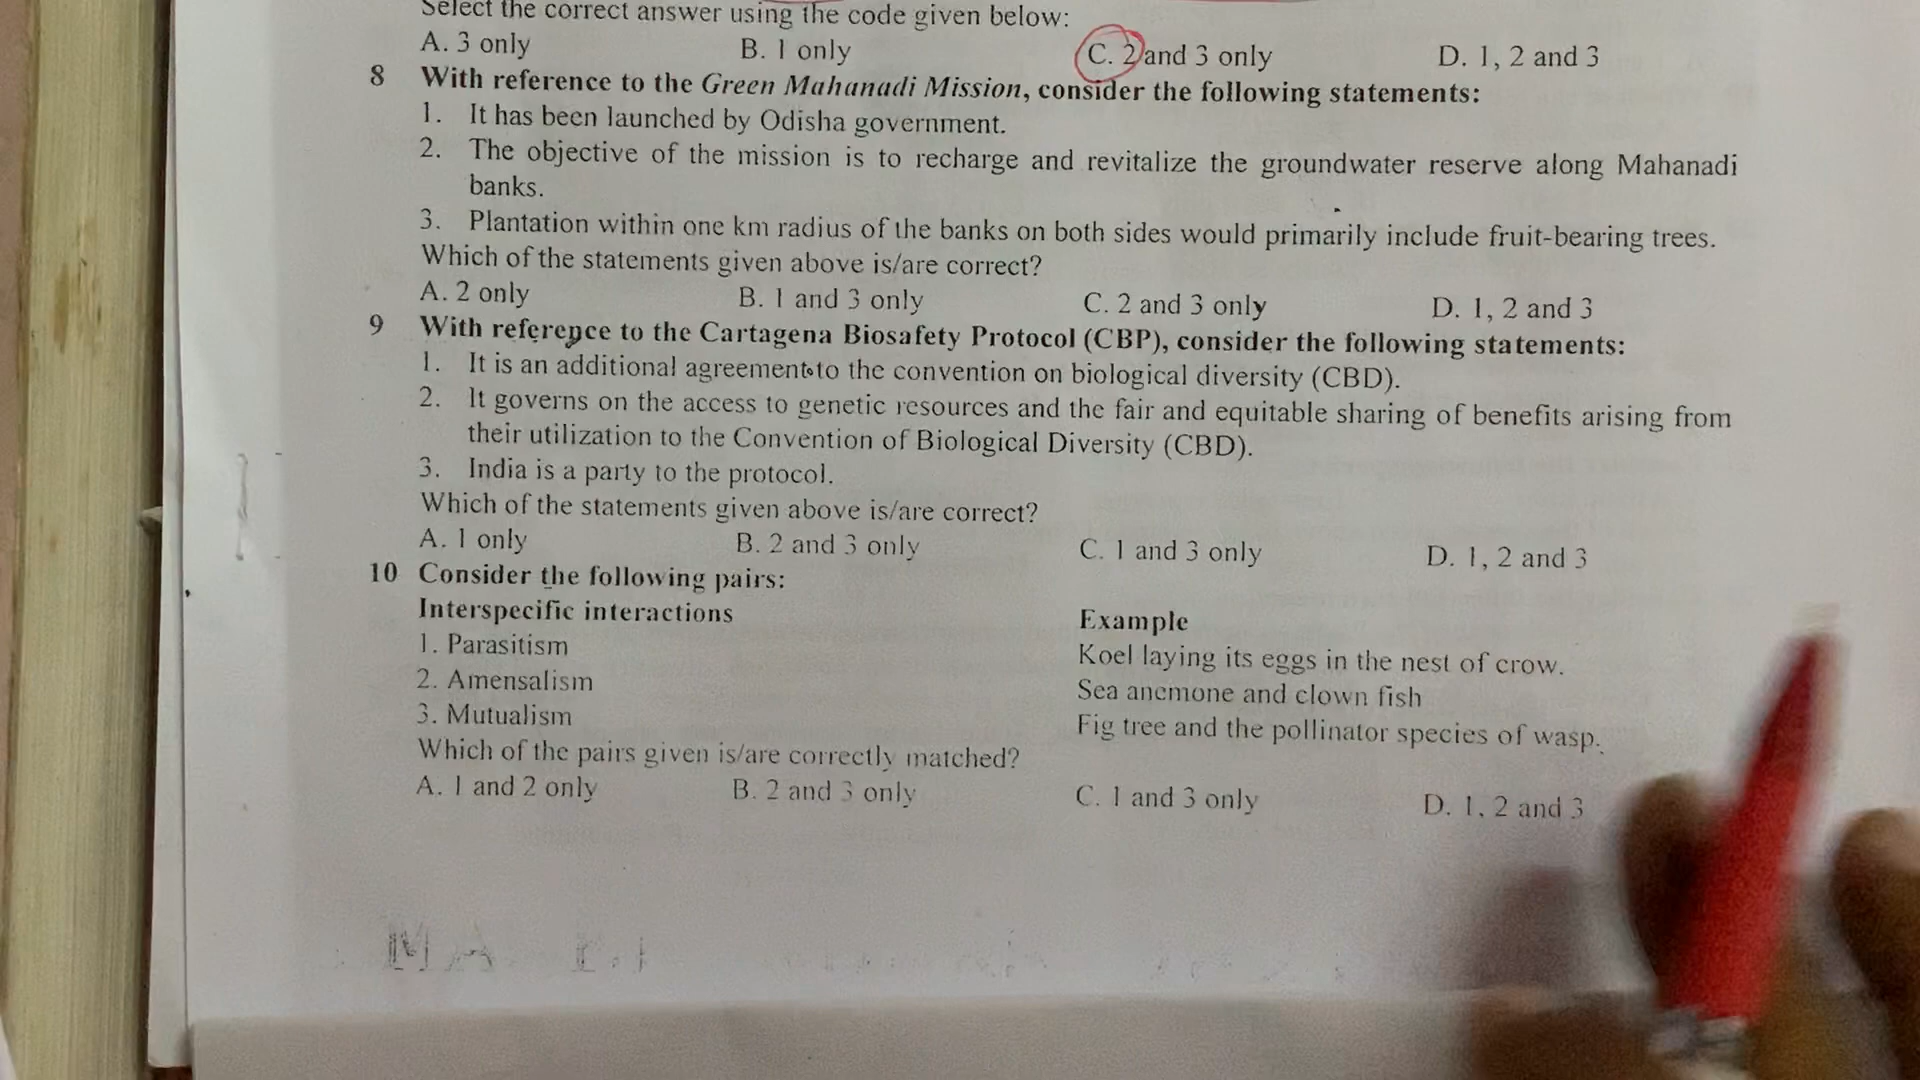 Select the correct answer using the code given below:
A. 3 only B. 1 only C. 2 and 3 only D. 1, 2 and 3
8 With reference to the Green Mahanadi Mission, consider the following statements:
1. It has been launched by Odisha government.
2. The objective of the mission is to recharge and revitalize the groundwater reserve along Mahanadi
banks.
3. Plantation within one km radius of the banks on both sides would primarily include fruit-bearing trees.
Which of the statements given above is/are correct?
A. 2 only B. 1 and 3 only C. 2 and 3 only D. 1, 2 and 3
9 With reference to the Cartagena Biosafety Protocol (CBP), consider the following statements:
1. It is an additional agreement to the convention on biological diversity (CBD).
2. It governs on the access to genetic resources and the fair and equitable sharing of benefits arising from
their utilization to the Convention of Biological Diversity (CBD).
3. India is a party to the protocol.
Which of the statements given above is/are correct?
A. 1 only B. 2 and 3 only C. 1 and 3 only D. 1, 2 and 3
10 Consider the following pairs:
Interspecific interactions Example
1. Parasitism Koel laying its eggs in the nest of crow.
2. Amensalism Sea anemone and clown fish
3. Mutualism Fig tree and the pollinator species of wasp.
Which of the pairs given is/are correctly matched?
A. 1 and 2 only B. 2 and 3 only C. 1 and 3 only D. 1, 2 and 3